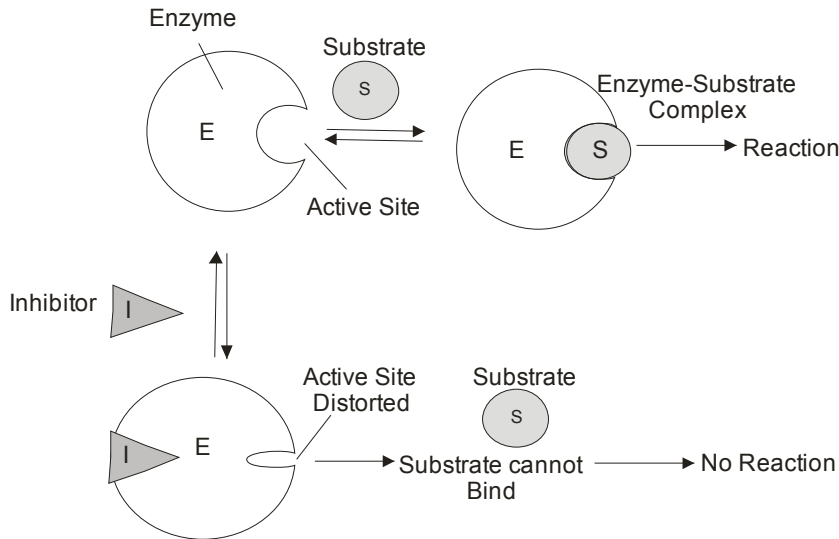 Enzyme
Substrate
S
E
Enzyme-Substrate
Complex
E
S
Reaction
Active Site
Inhibitor
I
Active Site
Distorted
Substrate
S
I
E
Substrate cannot
Bind
No Reaction